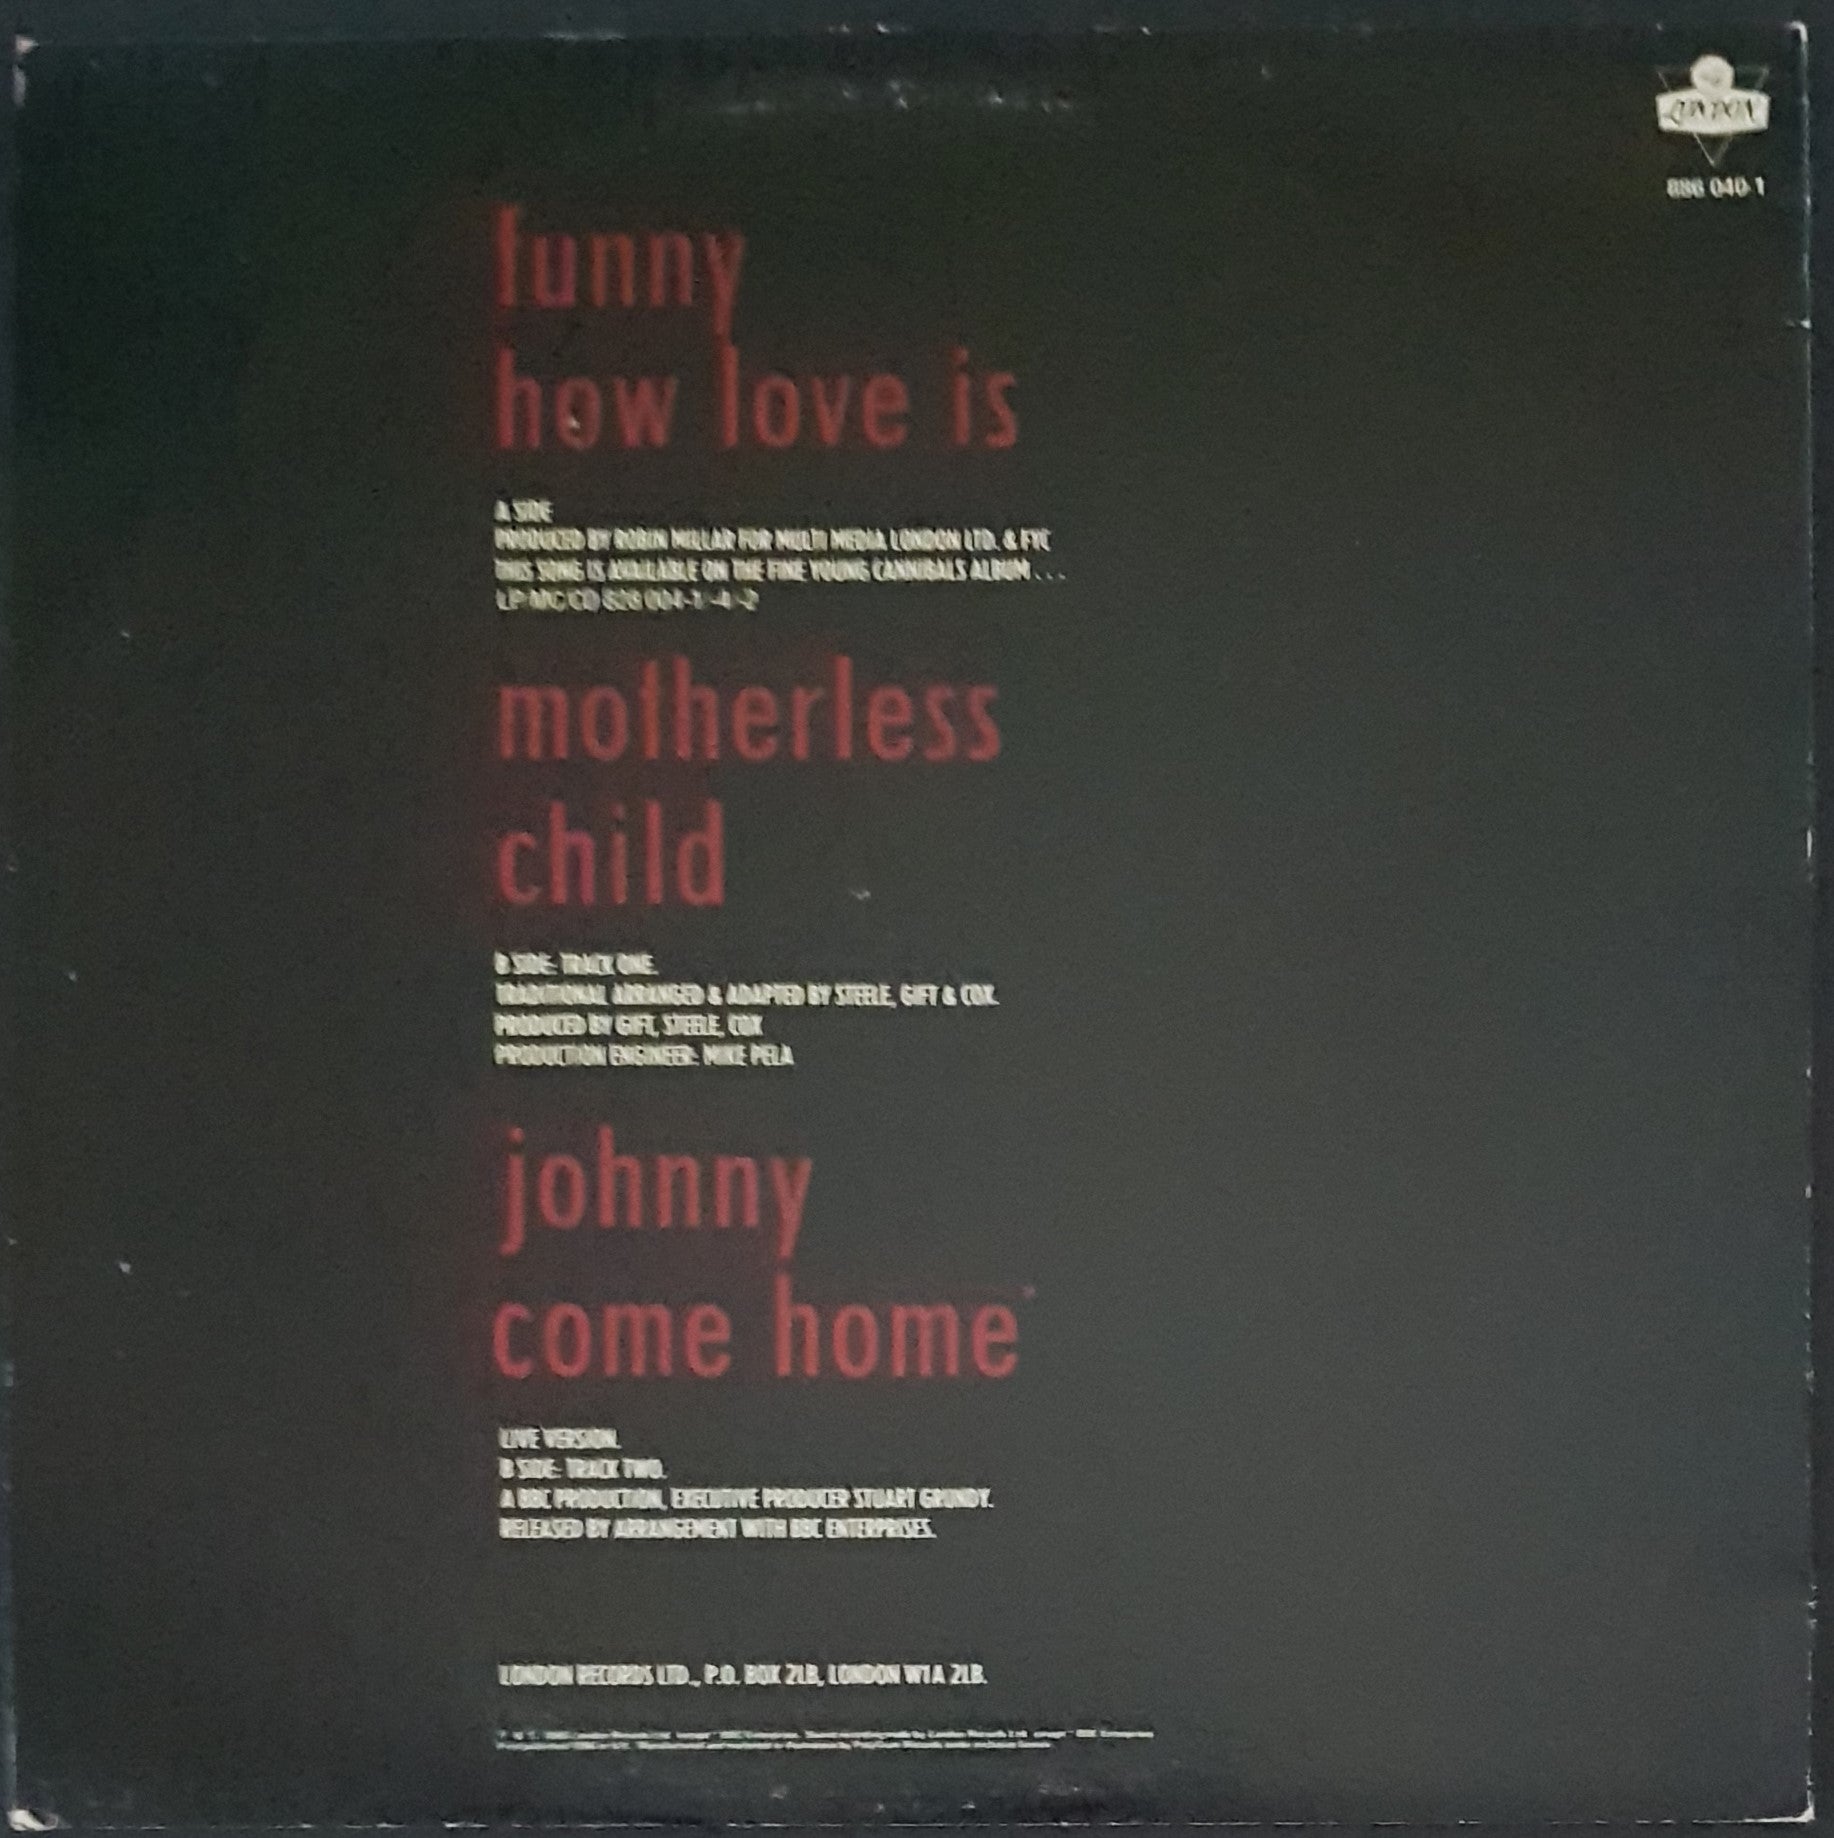 LONDON
886 040-1
funny
how love is
A SIDE
PRODUCED BY ROBIN MILLAR FOR MULTI MEDIA LONDON LTD. & FYC
THIS SONG IS AVAILABLE ON THE FINE YOUNG CANNIBALS ALBUM . . .
LP MC CD 828 004-1 -4 -2
motherless
child
B SIDE: TRACK ONE.
TRADITIONAL ARRANGED & ADAPTED BY STEELE, GIFT & COX.
PRODUCED BY GIFT, STEELE, COX
PRODUCTION ENGINEER: MIKE PELA
johnny
come home*
LIVE VERSION.
B SIDE: TRACK TWO.
A BBC PRODUCTION, EXECUTIVE PRODUCER STUART GRUNDY.
RELEASED BY ARRANGEMENT WITH BBC ENTERPRISES.
LONDON RECORDS LTD., P.O. BOX 2LB, LONDON W1A 2LB.